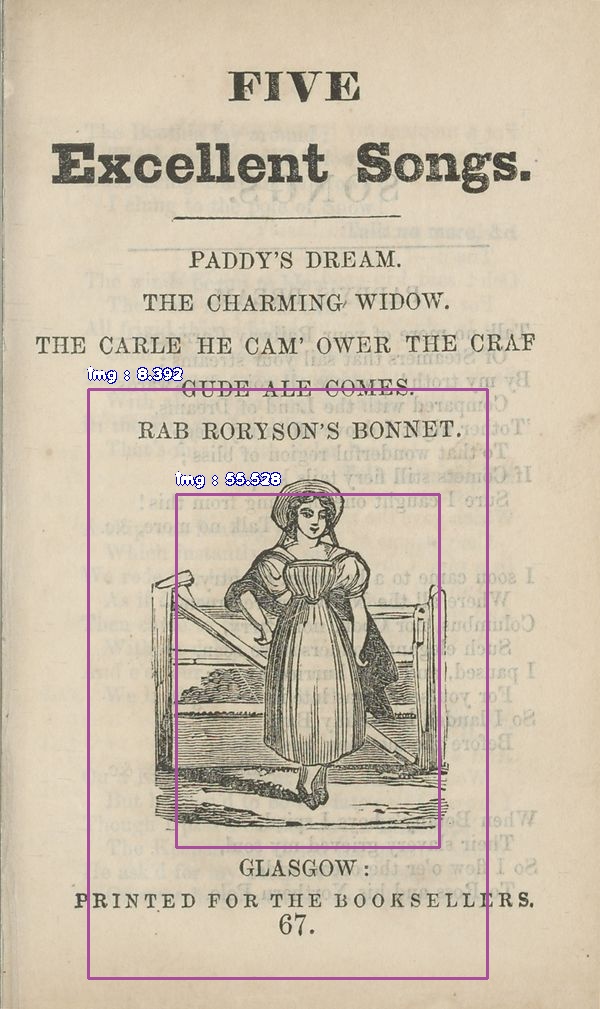 FIVE
Excellent Songs.
PADDY'S DREAM.
THE CHARMING WIDOW.
THE CARLE HE CAM' OWER THE CRAF
img : 8.392
GUDE ALE COMES.
RAB RORYSON'S BONNET.
img : 55.528
GLASGOW:
PRINTED FOR THE BOOKSELLERS.
67.